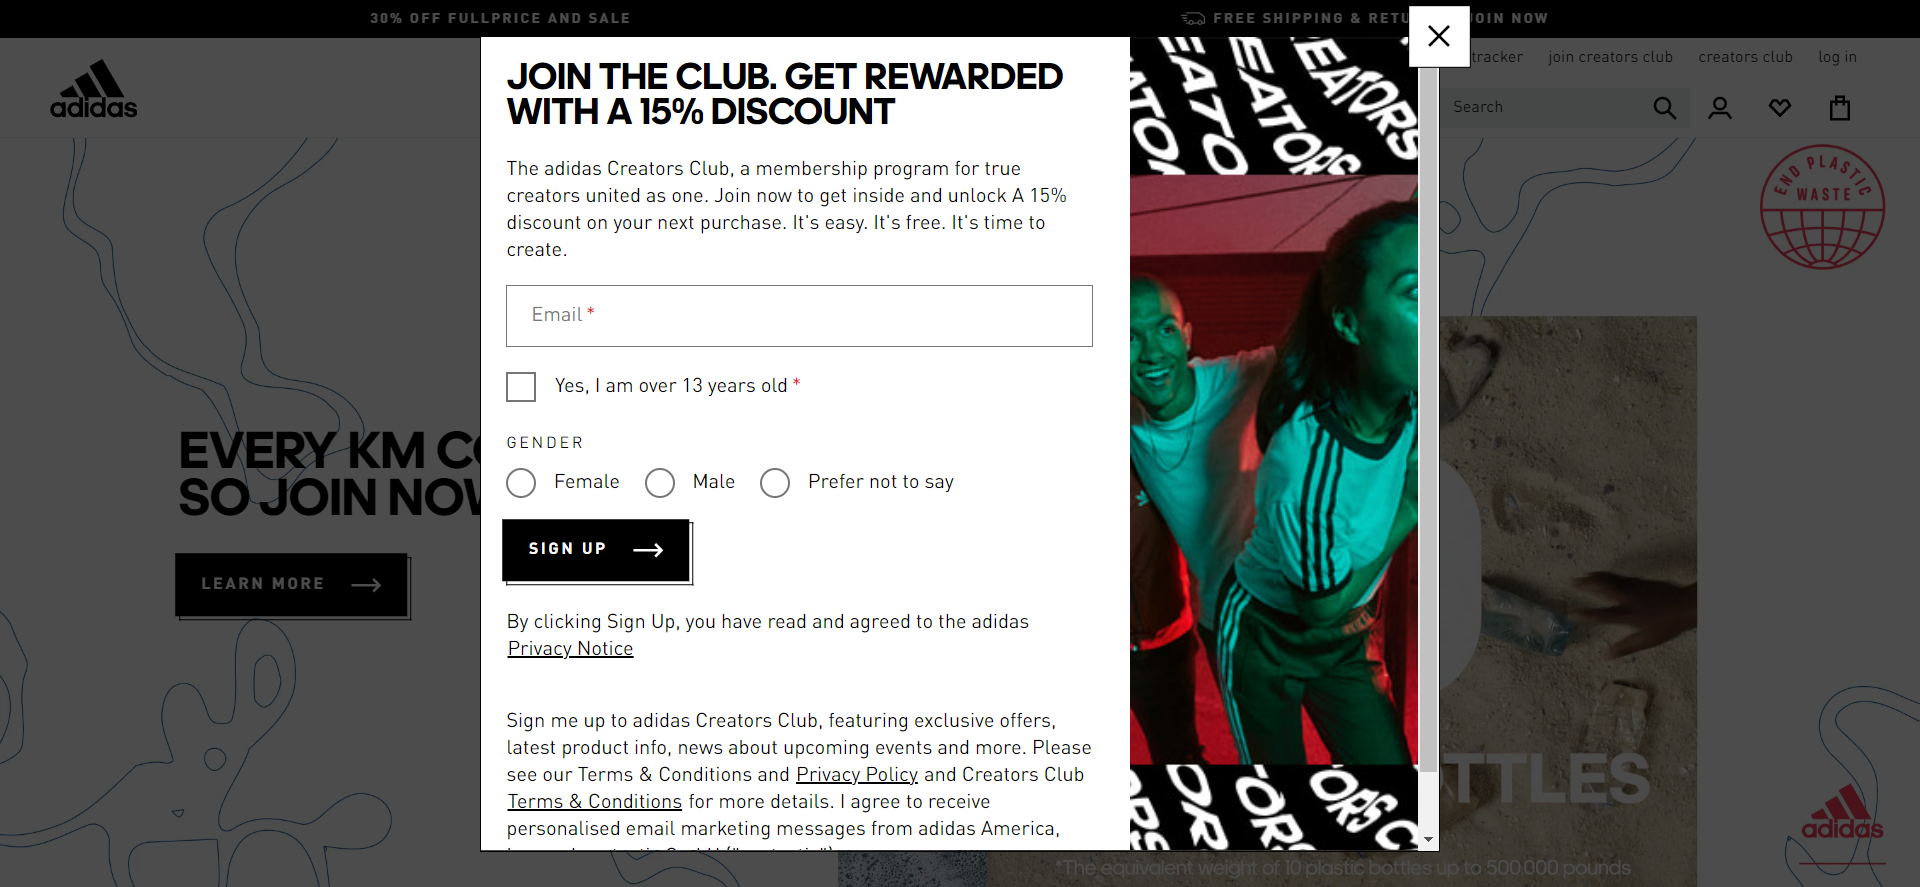 30% OFF FULLPRICE AND SALE
FREE SHIPPING &
JOIN NOW
tracker
join creators club
creators club
log in
adidas
Search
END PLASTIC
WASTE
JOIN THE CLUB. GET REWARDED
WITH A 15% DISCOUNT
The adidas Creators Club, a membership program for true
creators united as one. Join now to get inside and unlock A 15%
discount on your next purchase. It's easy. It's free. It's time to
create.
Email *
Yes, I am over 13 years old *
GENDER
Female
Male
Prefer not to say
SIGN UP
By clicking Sign Up, you have read and agreed to the adidas
Privacy Notice
Sign me up to adidas Creators Club, featuring exclusive offers,
latest product info, news about upcoming events and more. Please
see our Terms & Conditions and Privacy Policy and Creators Club
Terms & Conditions for more details. I agree to receive
personalised email marketing messages from adidas America,
EVERY KM
SO JOIN NOW
LEARN MORE
EATORS
TTLES
adidas
*The equivalent weight of 10 plastic bottles up to 500.000 pounds